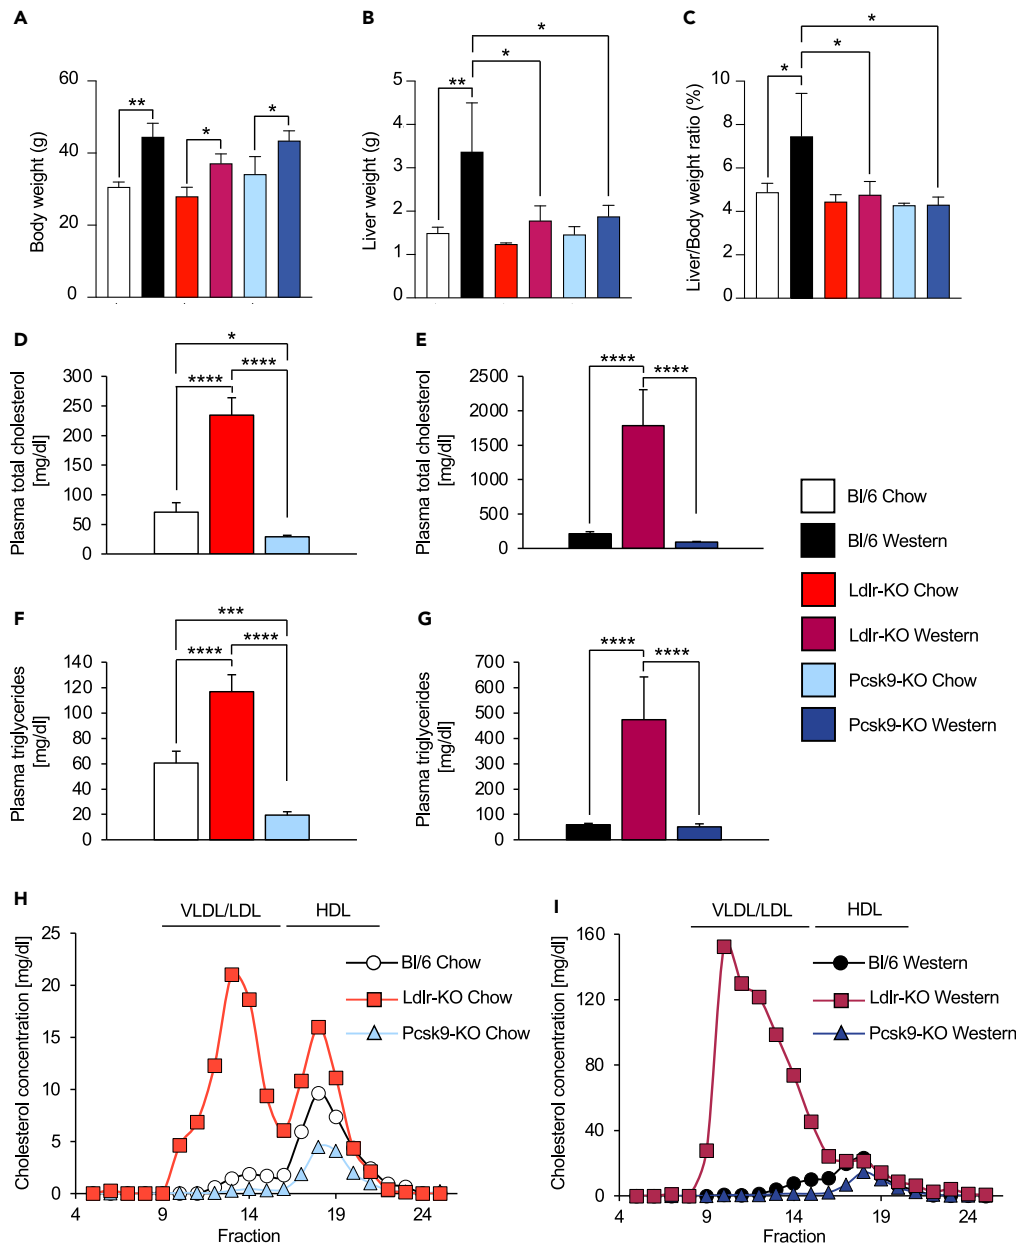 A
B
C
Body weight (g)
60
40
20
0
**
*
*
Liver weight (g)
5
4
3
2
1
0
**
*
*
Liver/Body weight ratio (%)
10
8
6
4
2
0
*
*
*
D
E
Plasma total cholesterol
[mg/dl]
300
250
200
150
100
50
0
*
****
****
Plasma total cholesterol
[mg/dl]
2500
2000
1500
1000
500
0
****
****
Bl/6 Chow
Bl/6 Western
Ldlr-KO Chow
Ldlr-KO Western
Pcsk9-KO Chow
Pcsk9-KO Western
F
G
Plasma triglycerides
[mg/dl]
140
120
100
80
60
40
20
0
***
****
****
Plasma triglycerides
[mg/dl]
700
600
500
400
300
200
100
0
****
****
H
VLDL/LDL
HDL
Cholesterol concentration [mg/dl]
25
20
15
10
5
0
Bl/6 Chow
Ldlr-KO Chow
Pcsk9-KO Chow
4
9
14
19
24
Fraction
I
VLDL/LDL
HDL
Cholesterol concentration [mg/dl]
160
120
80
40
0
Bl/6 Western
Ldlr-KO Western
Pcsk9-KO Western
4
9
14
19
24
Fraction